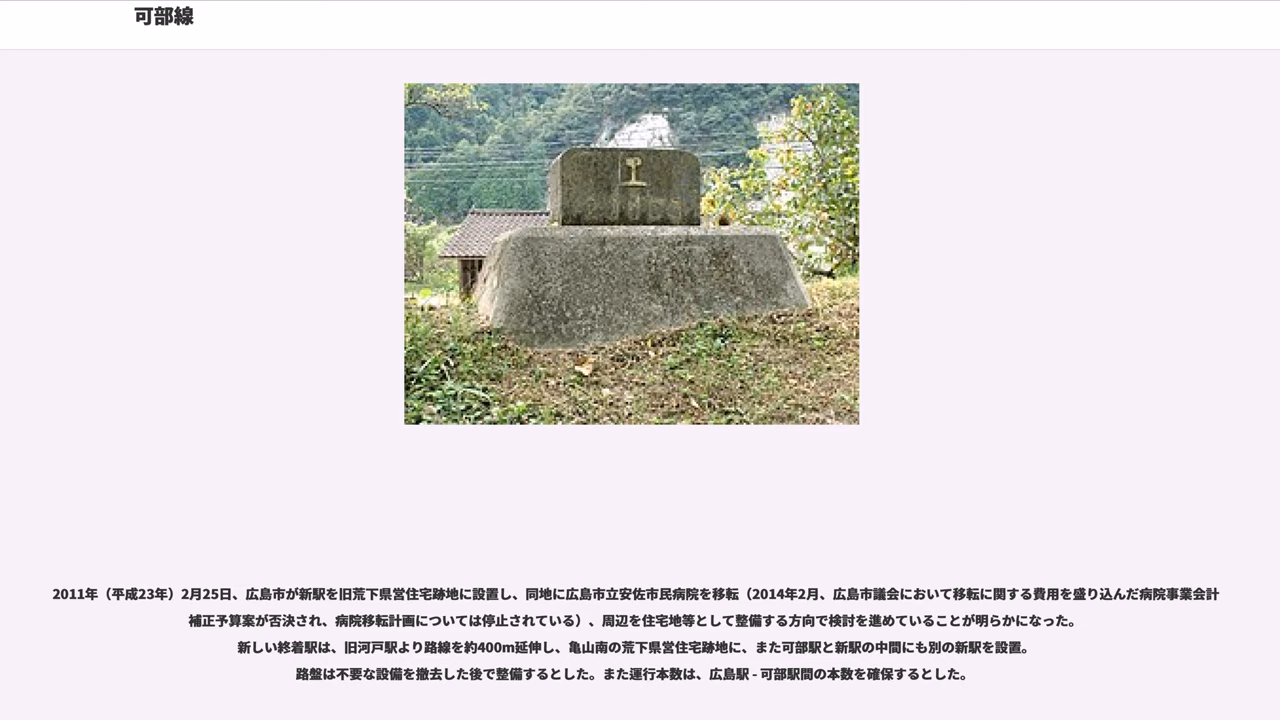 可部線
2011年（平成23年）2月25日、広島市が新駅を旧荒下県営住宅跡地に設置し、同地に広島市立安佐市民病院を移転（2014年2月、広島市議会において移転に関する費用を盛り込んだ病院事業会計
補正予算案が否決され、病院移転計画については停止されている）、周辺を住宅地等として整備する方向で検討を進めていることが明らかになった。
新しい終着駅は、旧河戸駅より路線を約400m延伸し、亀山南の荒下県営住宅跡地に、また可部駅と新駅の中間にも別の新駅を設置。
路盤は不要な設備を撤去した後で整備するとした。また運行本数は、広島駅 - 可部駅間の本数を確保するとした。